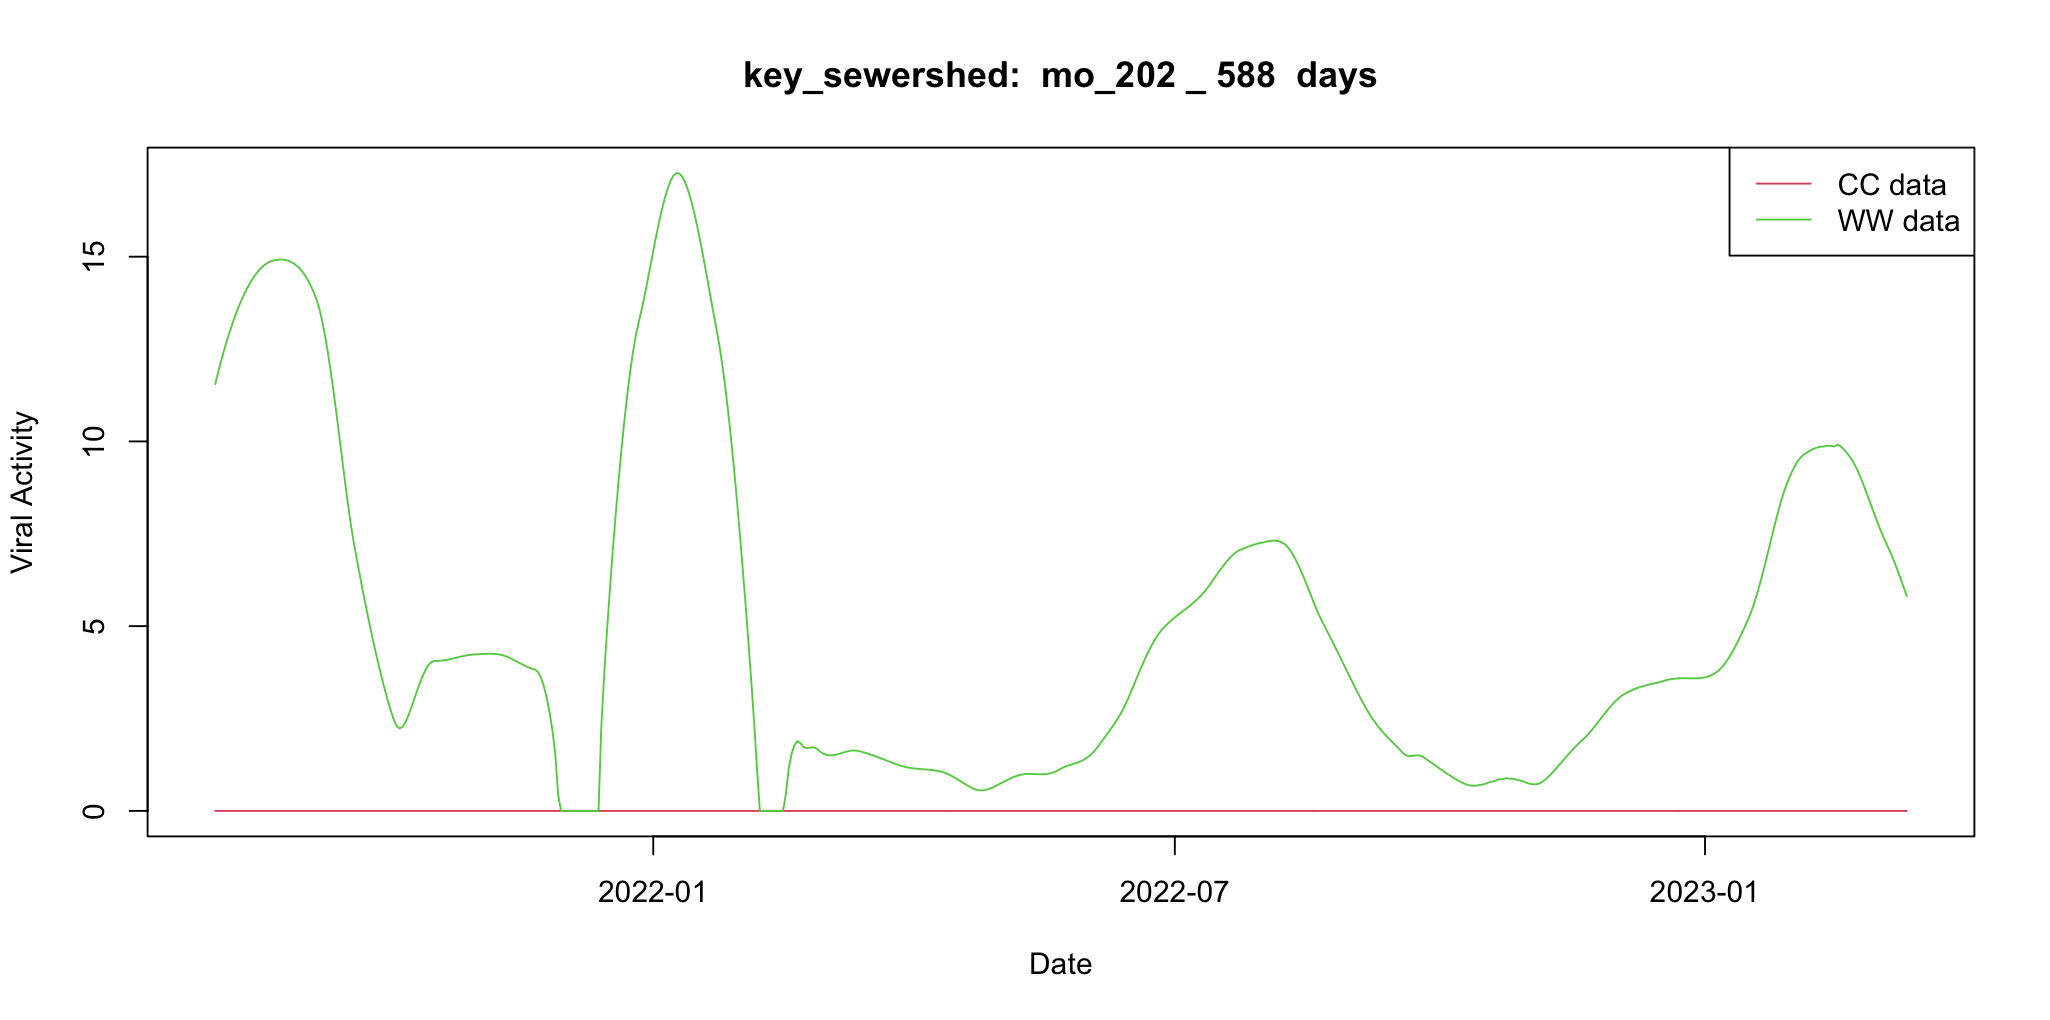 key_sewershed: mo_202 _ 588 days
CC data
WW data
Viral Activity
15
10
5
0
2022-01
2022-07
2023-01
Date